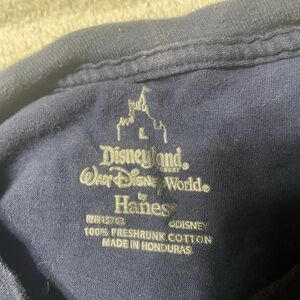 L
Disneyland®
RESORT
Walt Disney World®
by
Hanes®
RN#15763 ©DISNEY
100% PRESHRUNK COTTON
MADE IN HONDURAS